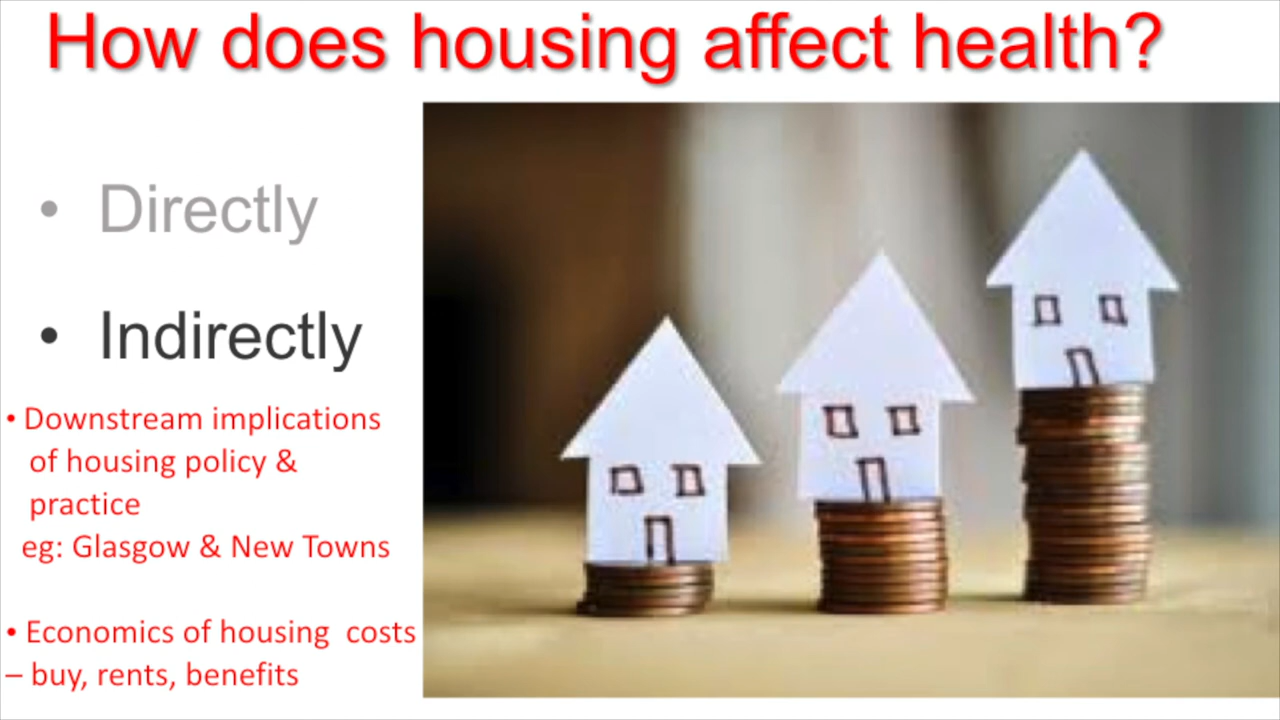 How does housing affect health?
• Directly
• Indirectly
• Downstream implications
of housing policy &
practice
eg: Glasgow & New Towns
• Economics of housing costs
– buy, rents, benefits